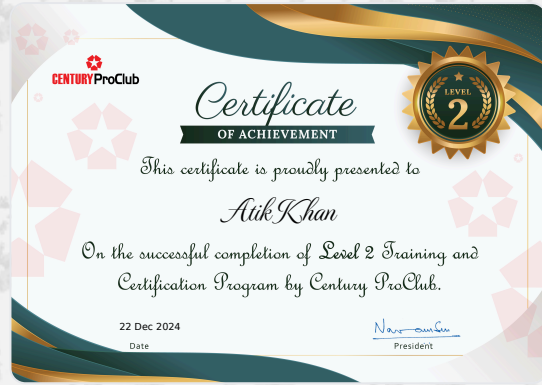 CENTURY ProClub
Certificate
OF ACHIEVEMENT
LEVEL
2
This certificate is proudly presented to
Atik Khan
On the successful completion of Level 2 Training and
Certification Program by Century ProClub.
22 Dec 2024
Date
President